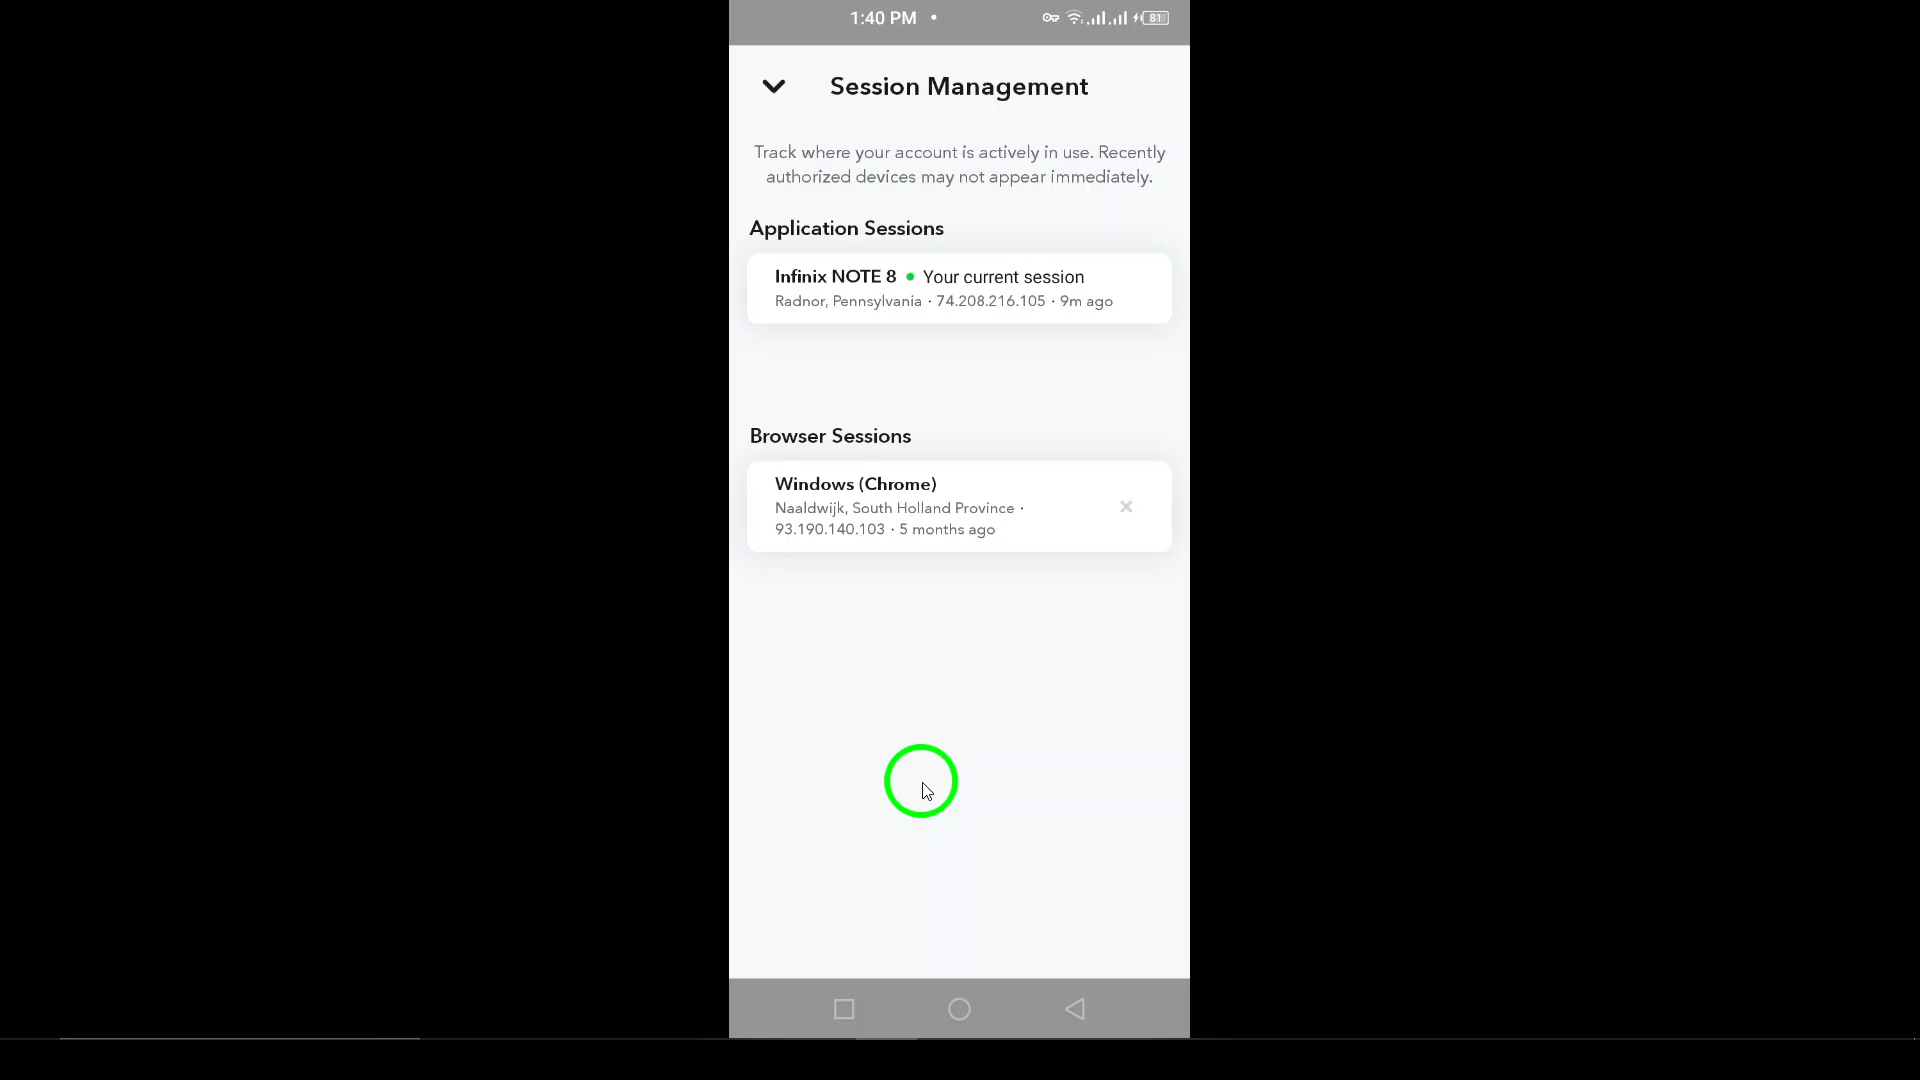 1:40 PM •
81
Session Management
Track where your account is actively in use. Recently
authorized devices may not appear immediately.
Application Sessions
Infinix NOTE 8 • Your current session
Radnor, Pennsylvania · 74.208.216.105 · 9m ago
Browser Sessions
Windows (Chrome)
Naaldwijk, South Holland Province ·
93.190.140.103 · 5 months ago